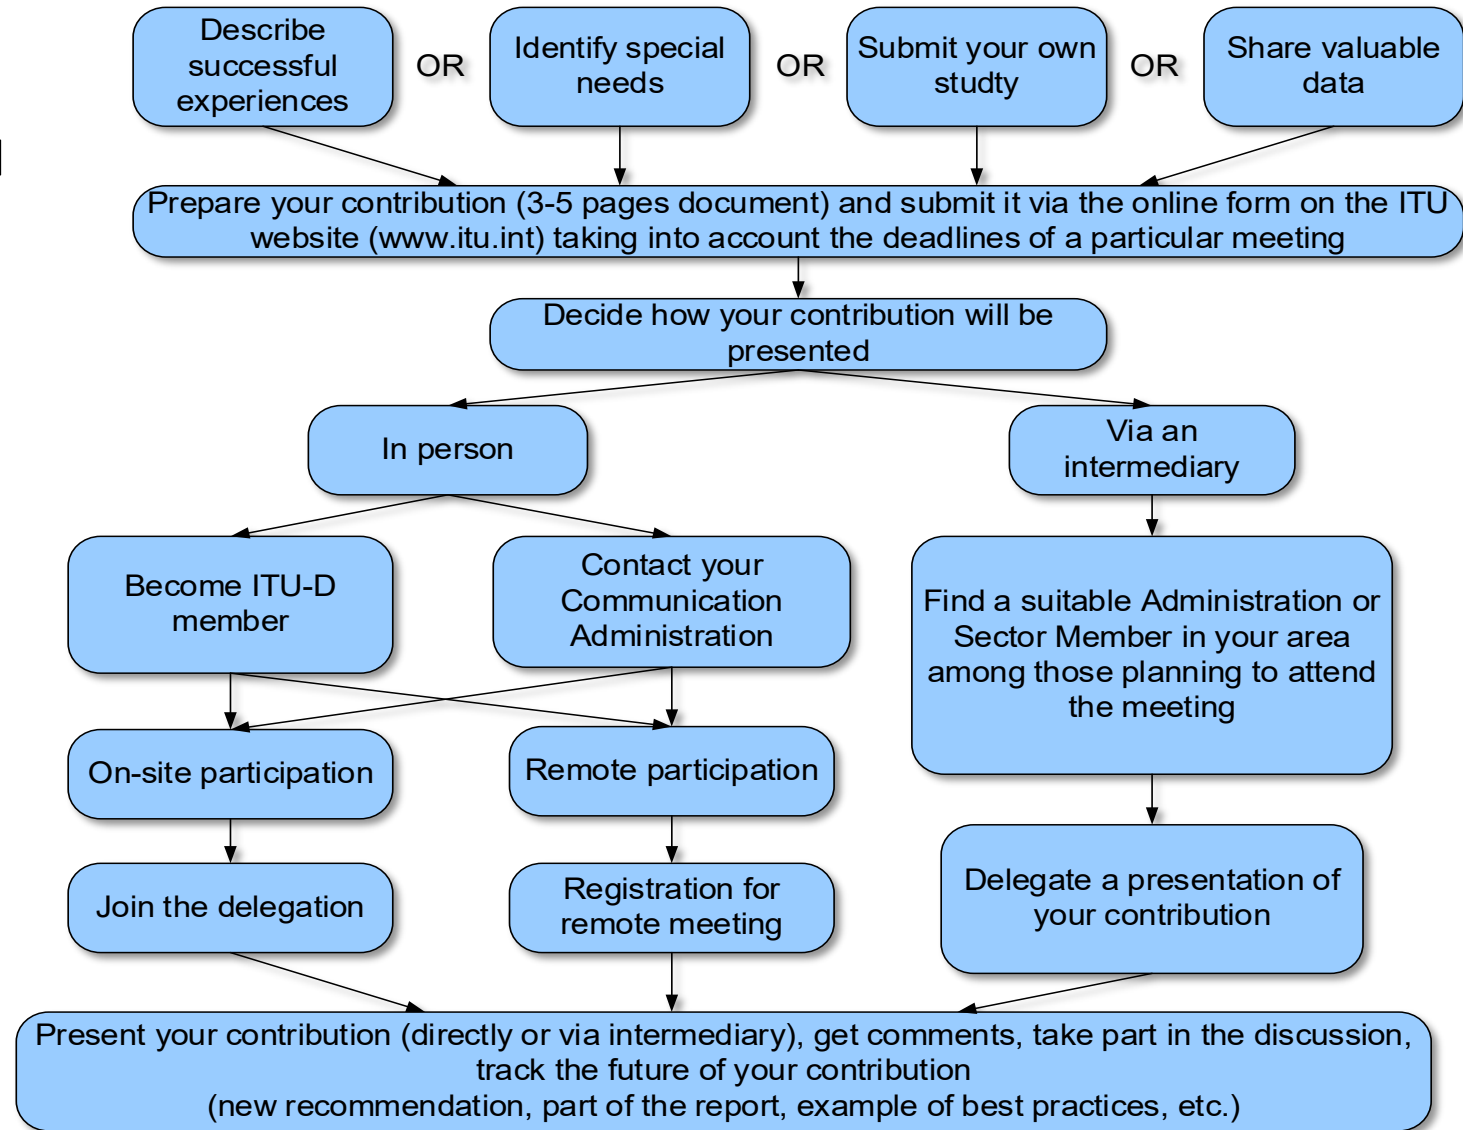 Describe
successful
experiences
OR
Identify special
needs
OR
Submit your own
studty
OR
Share valuable
data
Prepare your contribution (3-5 pages document) and submit it via the online form on the ITU
website (www.itu.int) taking into account the deadlines of a particular meeting
Decide how your contribution will be
presented
In person
Via an
intermediary
Become ITU-D
member
Contact your
Communication
Administration
Find a suitable Administration or
Sector Member in your area
among those planning to attend
the meeting
On-site participation
Remote participation
Join the delegation
Registration for
remote meeting
Delegate a presentation of
your contribution
Present your contribution (directly or via intermediary), get comments, take part in the discussion,
track the future of your contribution
(new recommendation, part of the report, example of best practices, etc.)